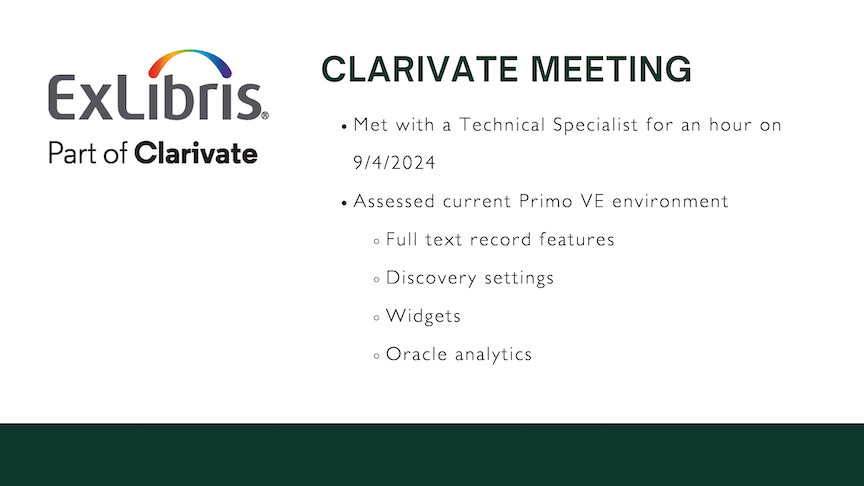 ExLibris®
Part of Clarivate
CLARIVATE MEETING
• Met with a Technical Specialist for an hour on
9/4/2024
• Assessed current Primo VE environment
○ Full text record features
○ Discovery settings
○ Widgets
○ Oracle analytics